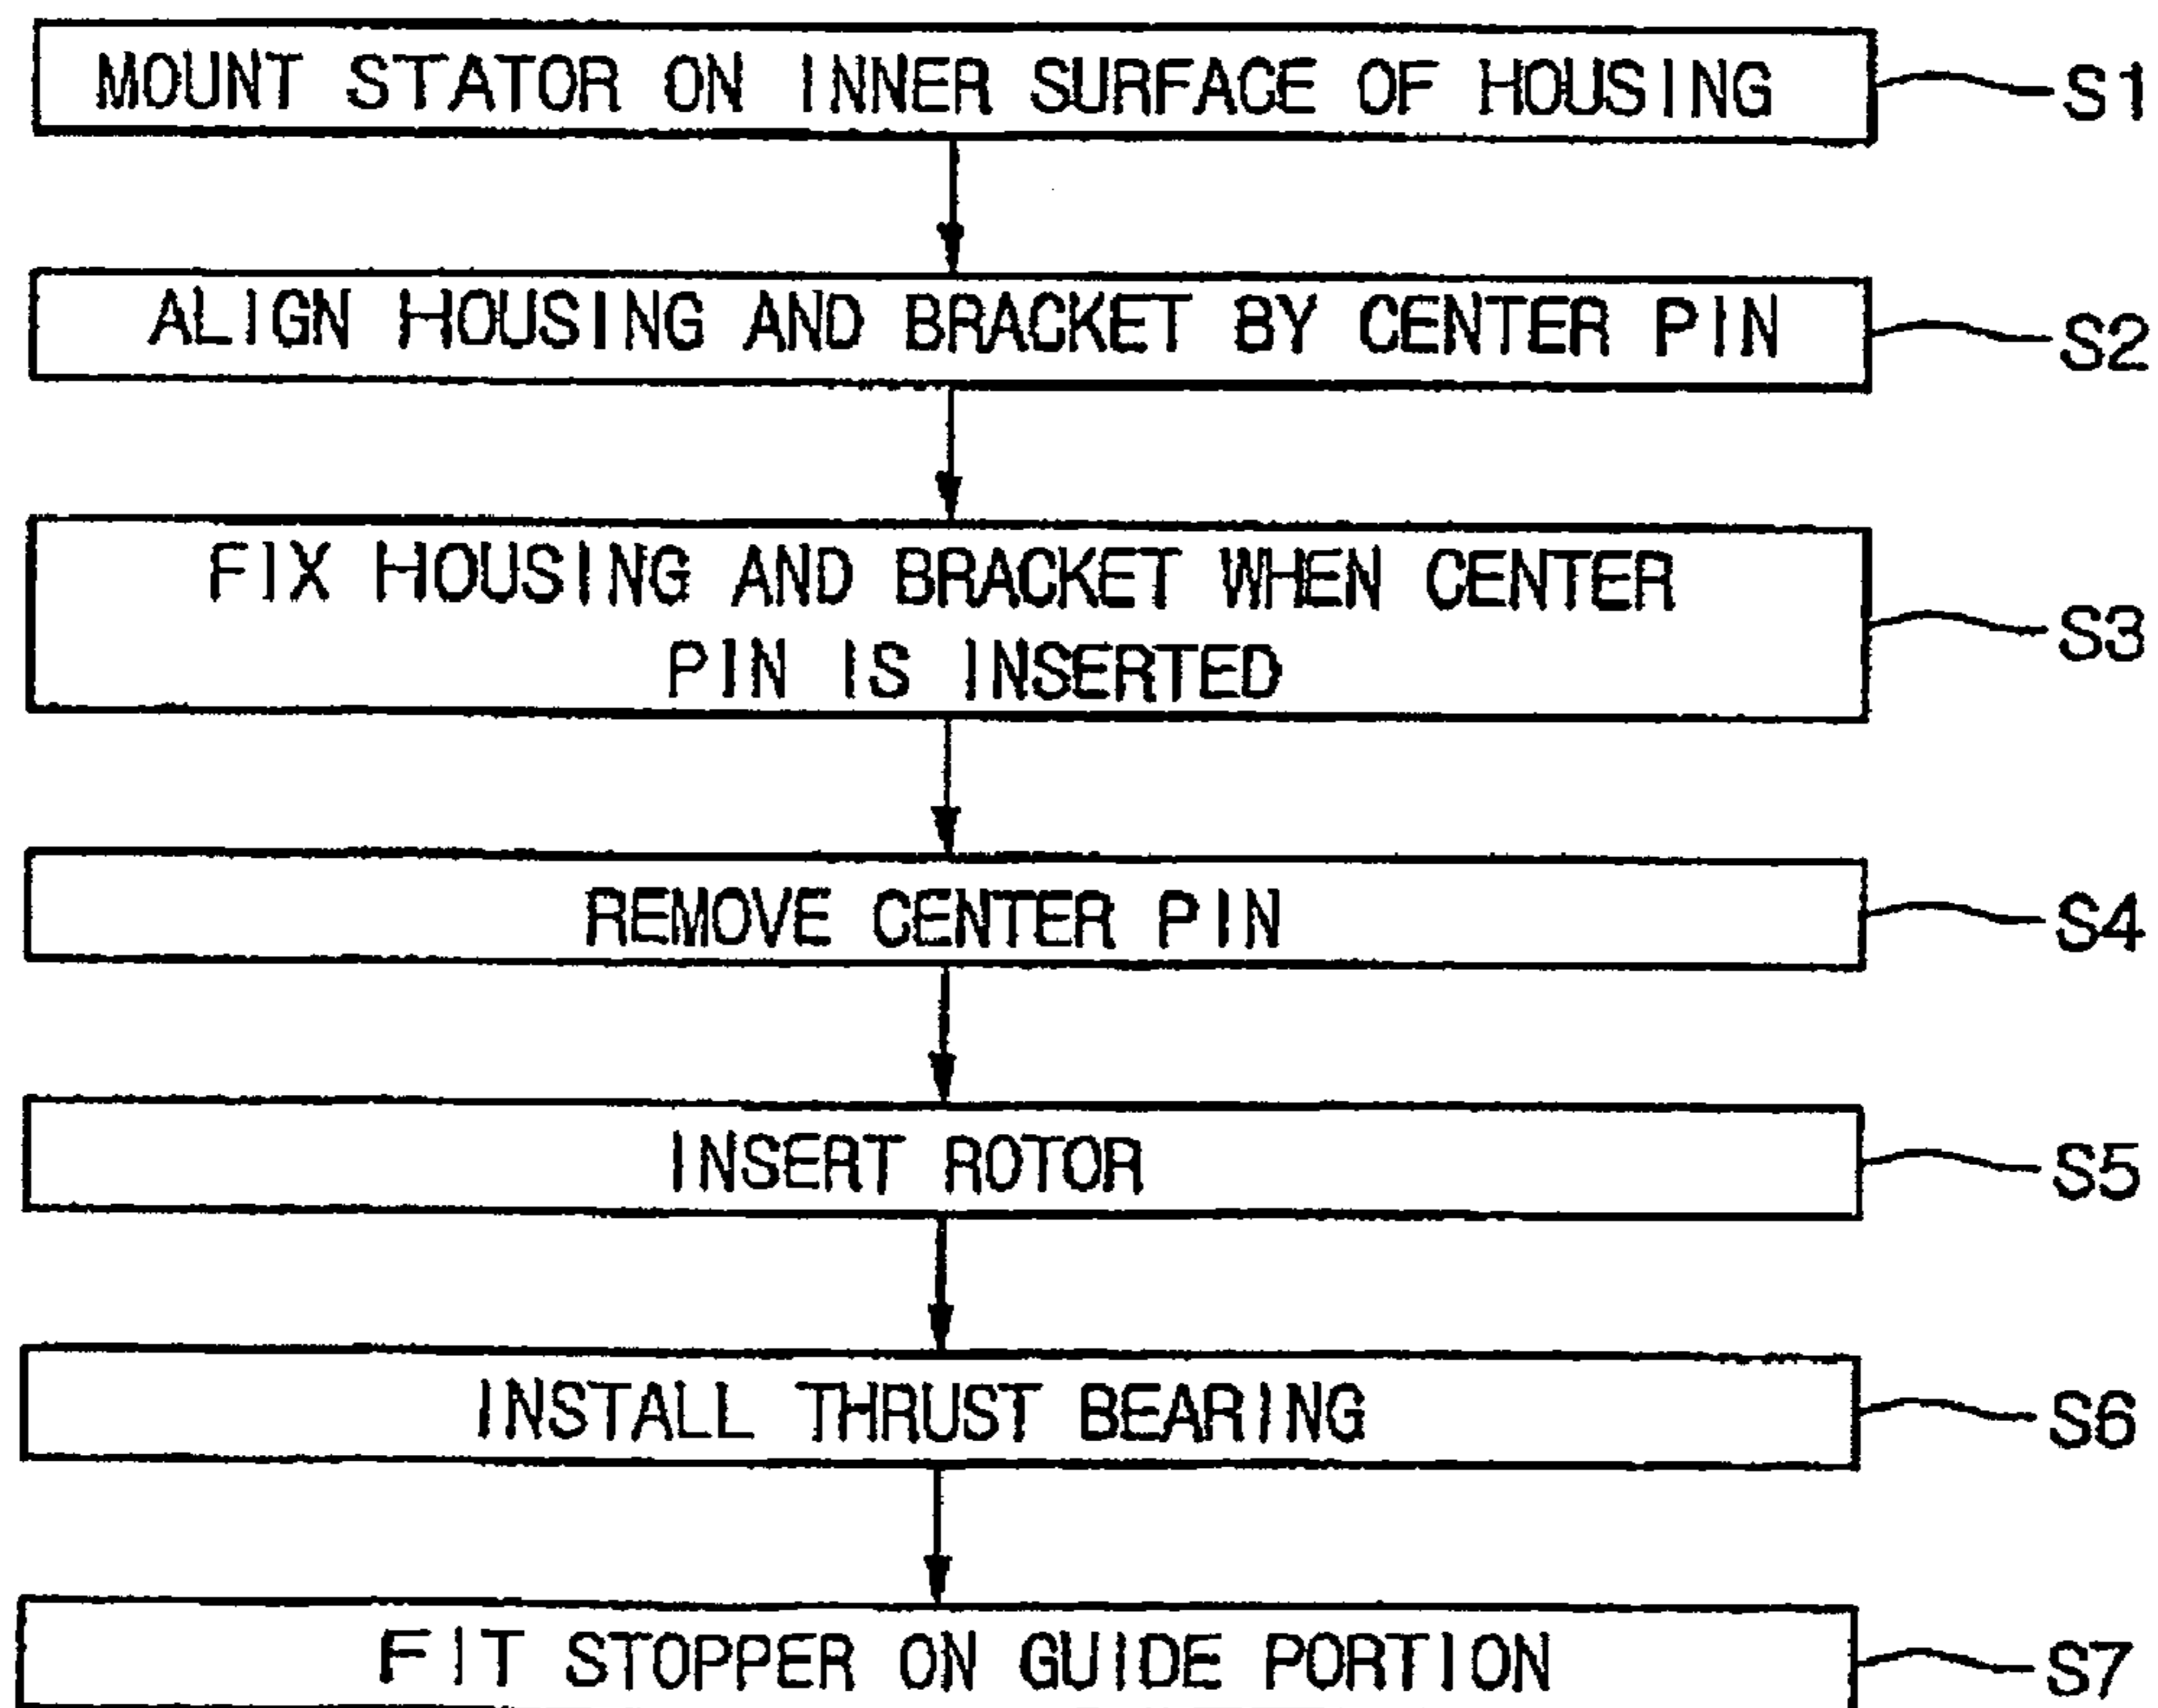 MOUNT STATOR ON INNER SURFACE OF HOUSING S1
ALIGN HOUSING AND BRACKET BY CENTER PIN S2
FIX HOUSING AND BRACKET WHEN CENTER
PIN IS INSERTED S3
REMOVE CENTER PIN S4
INSERT ROTOR S5
INSTALL THRUST BEARING S6
FIT STOPPER ON GUIDE PORTION S7